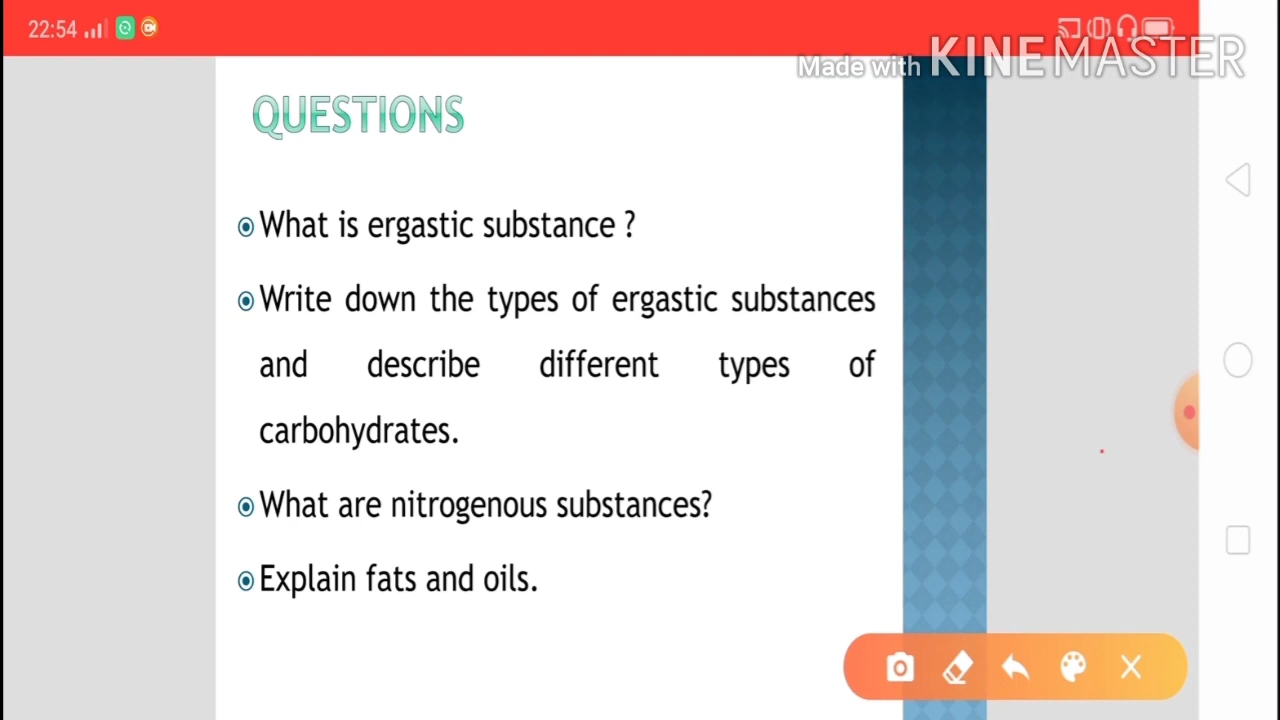 22:54
Made with KINEMASTER
QUESTIONS
What is ergastic substance ?
Write down the types of ergastic substances
and describe different types of
carbohydrates.
What are nitrogenous substances?
Explain fats and oils.